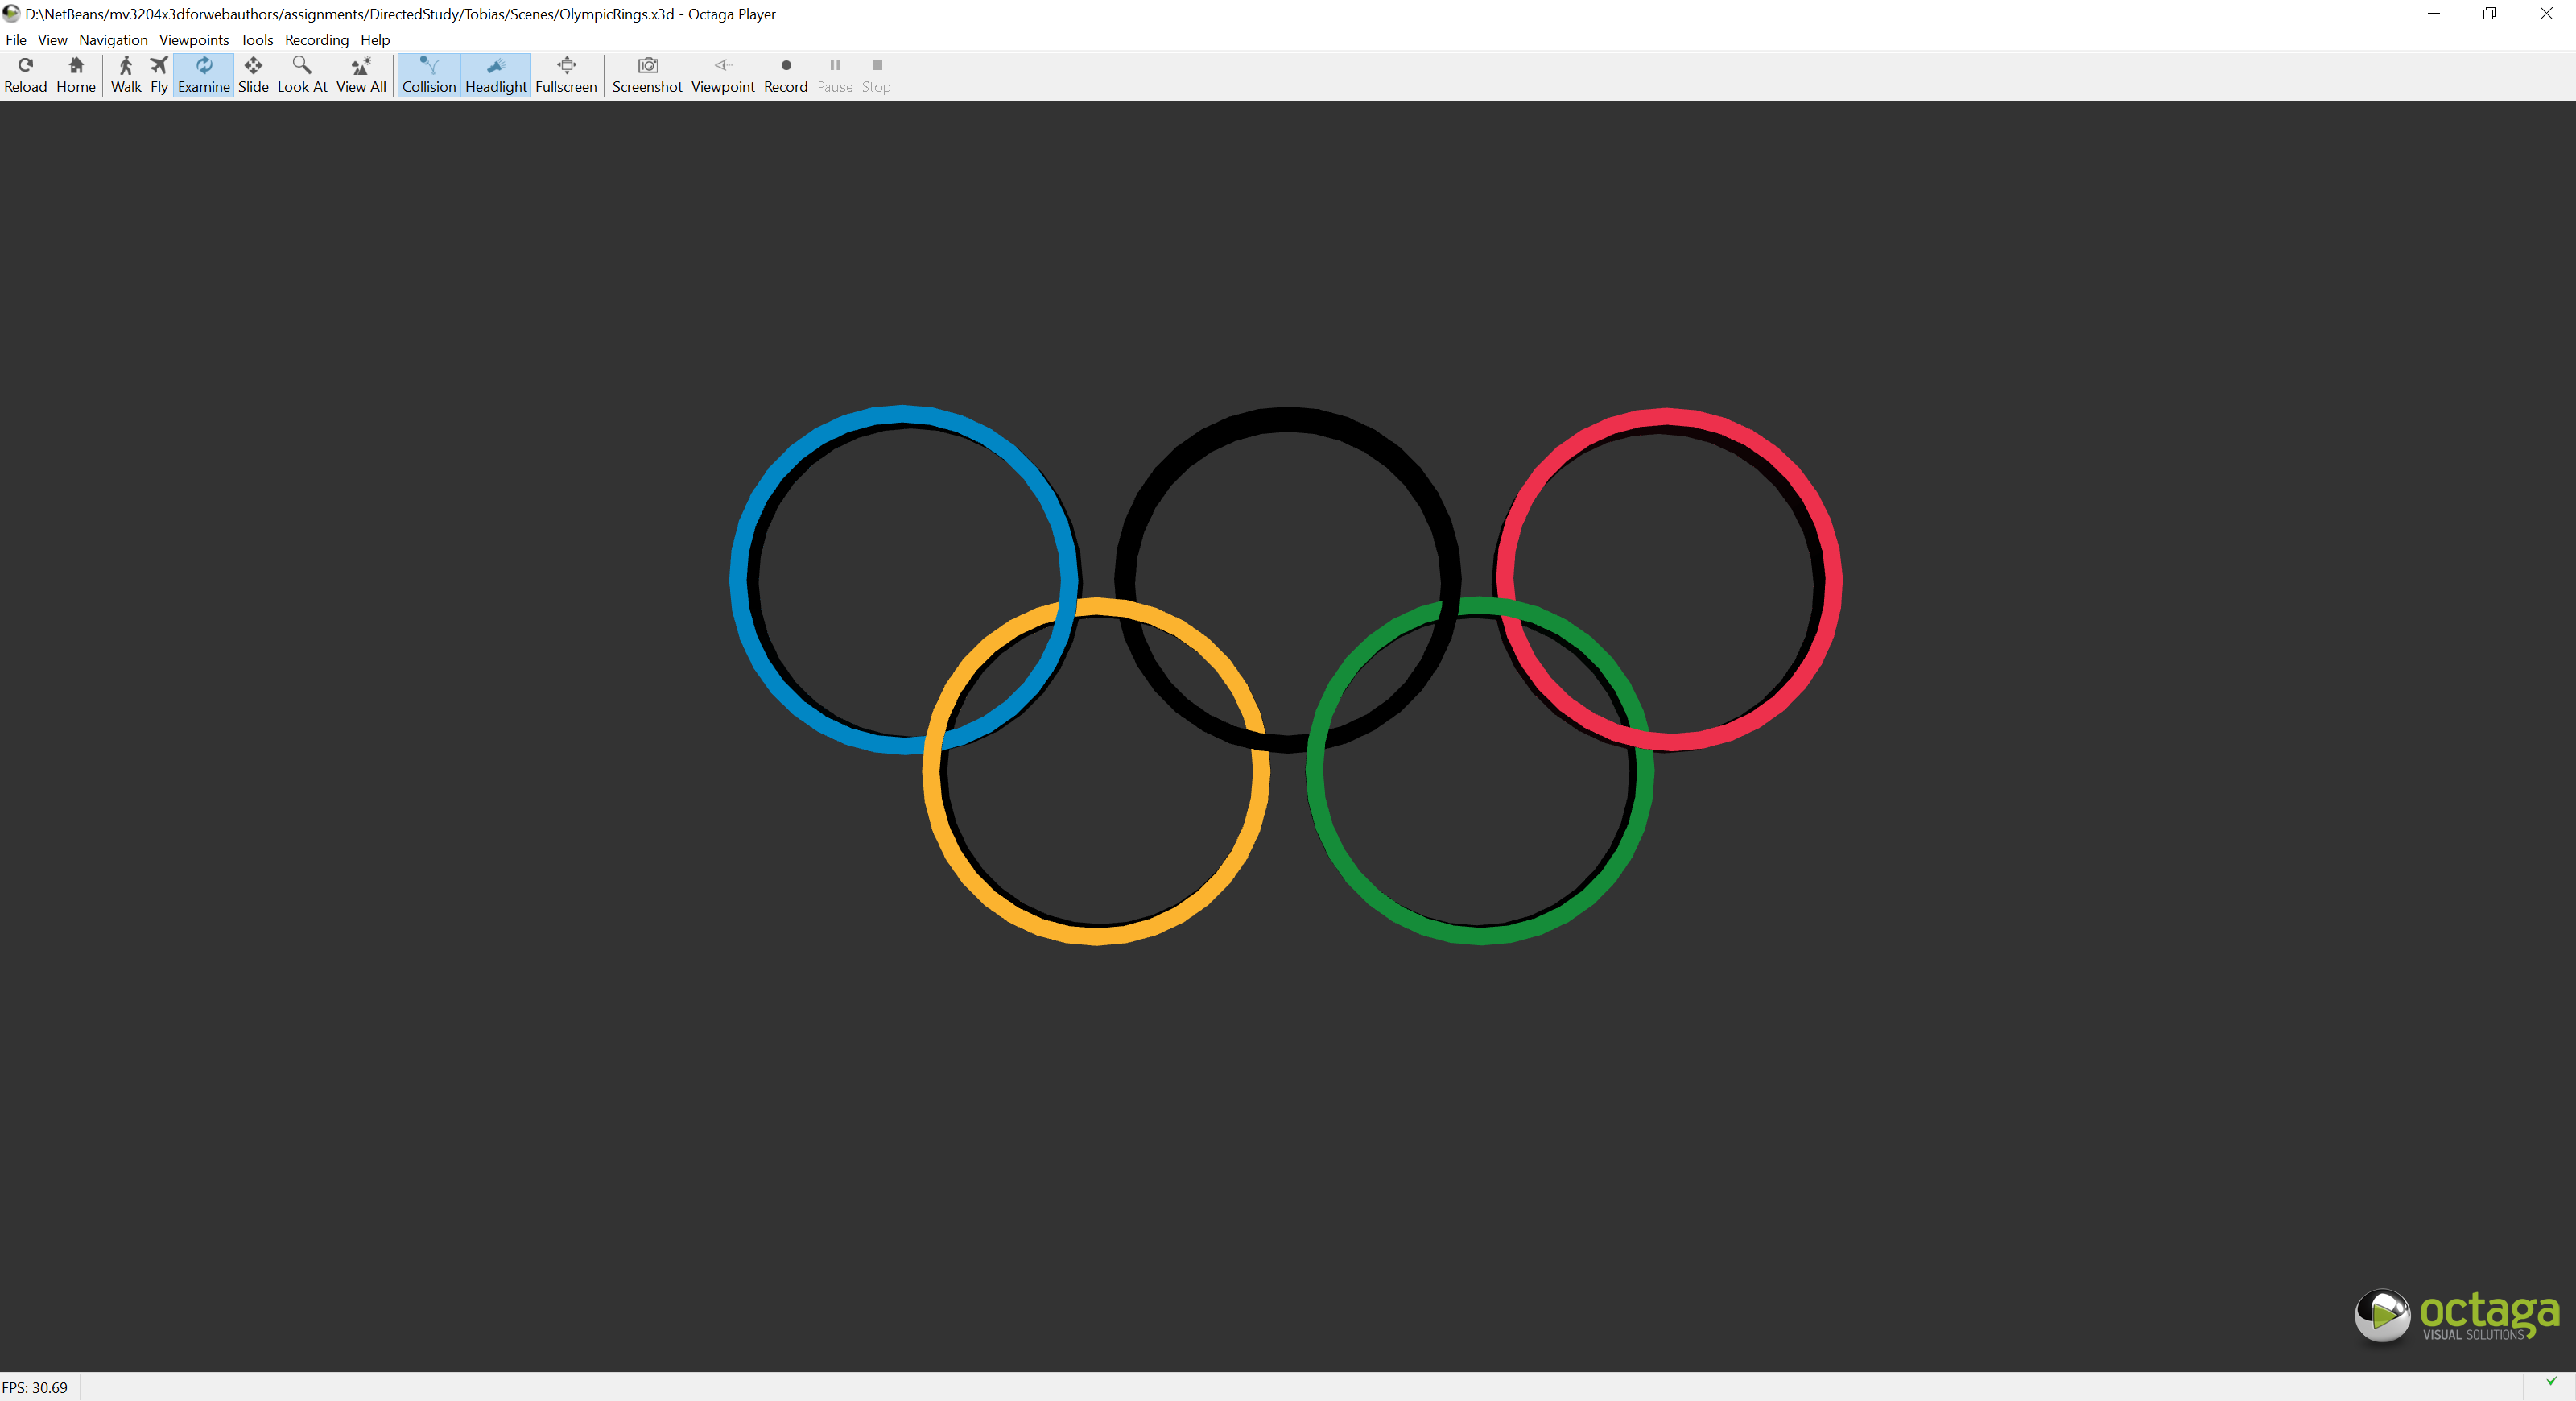 D:\NetBeans/mv3204x3dforwebauthors/assignments/DirectedStudy/Tobias/Scenes/OlympicRings.x3d - Octaga Player
File View Navigation Viewpoints Tools Recording Help
Reload Home Walk Fly Examine Slide Look At View All Collision Headlight Fullscreen Screenshot Viewpoint Record Pause Stop
octaga
VISUAL SOLUTIONS
FPS: 30.69